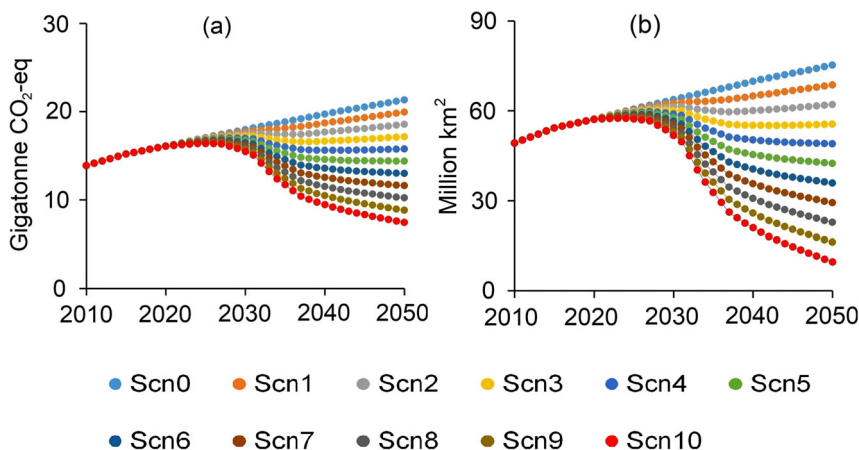 (a)
Gigatonne CO₂-eq
30
20
10
0
2010 2020 2030 2040 2050
(b)
Million km²
90
60
30
0
2010 2020 2030 2040 2050
Scn0 Scn1 Scn2 Scn3 Scn4 Scn5
Scn6 Scn7 Scn8 Scn9 Scn10